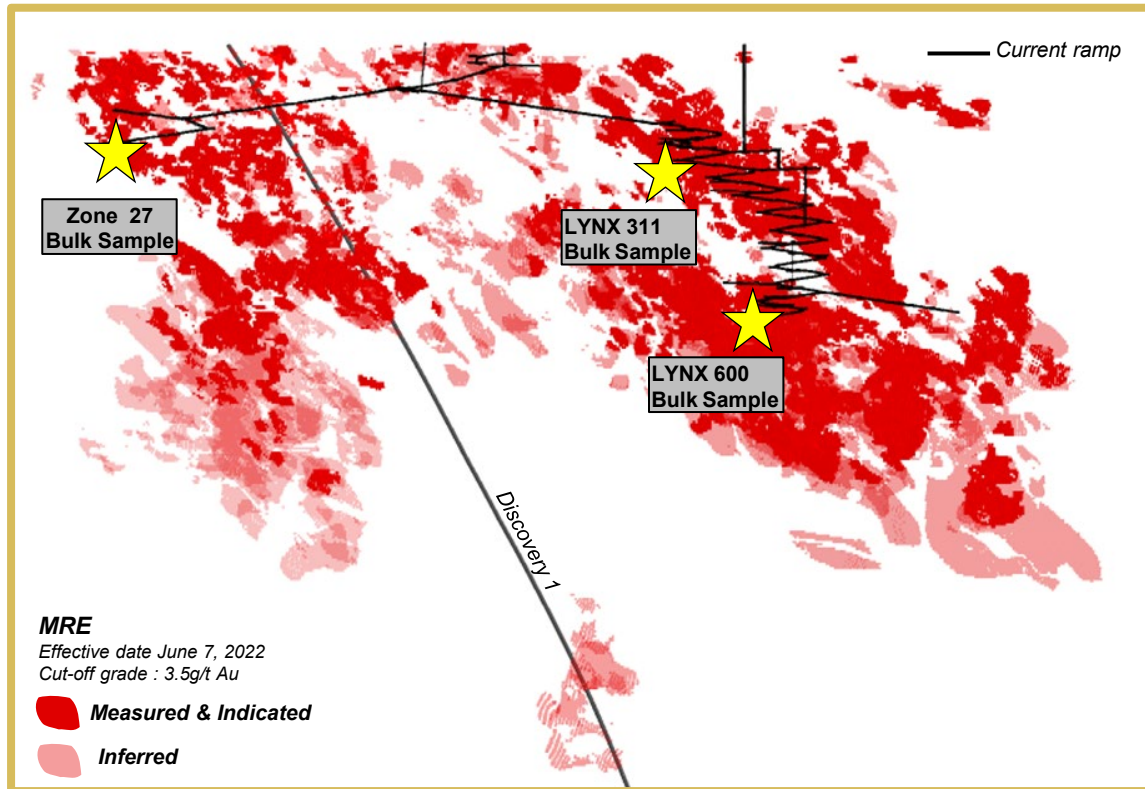 Current ramp
Zone 27
Bulk Sample
LYNX 311
Bulk Sample
LYNX 600
Bulk Sample
Discovery 1
MRE
Effective date June 7, 2022
Cut-off grade : 3.5g/t Au
Measured & Indicated
Inferred